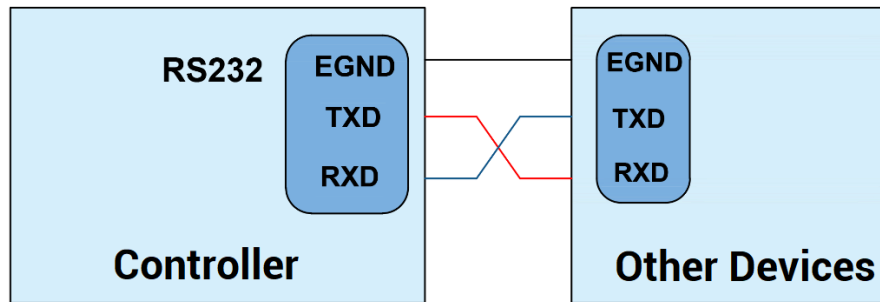 RS232
EGND
TXD
RXD
Controller
EGND
TXD
RXD
Other Devices